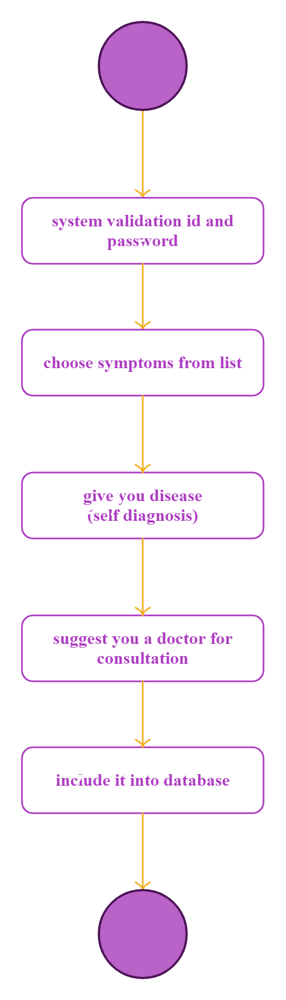 system validation id and
password
choose symptoms from list
give you disease
(self diagnosis)
suggest you a doctor for
consultation
include it into database